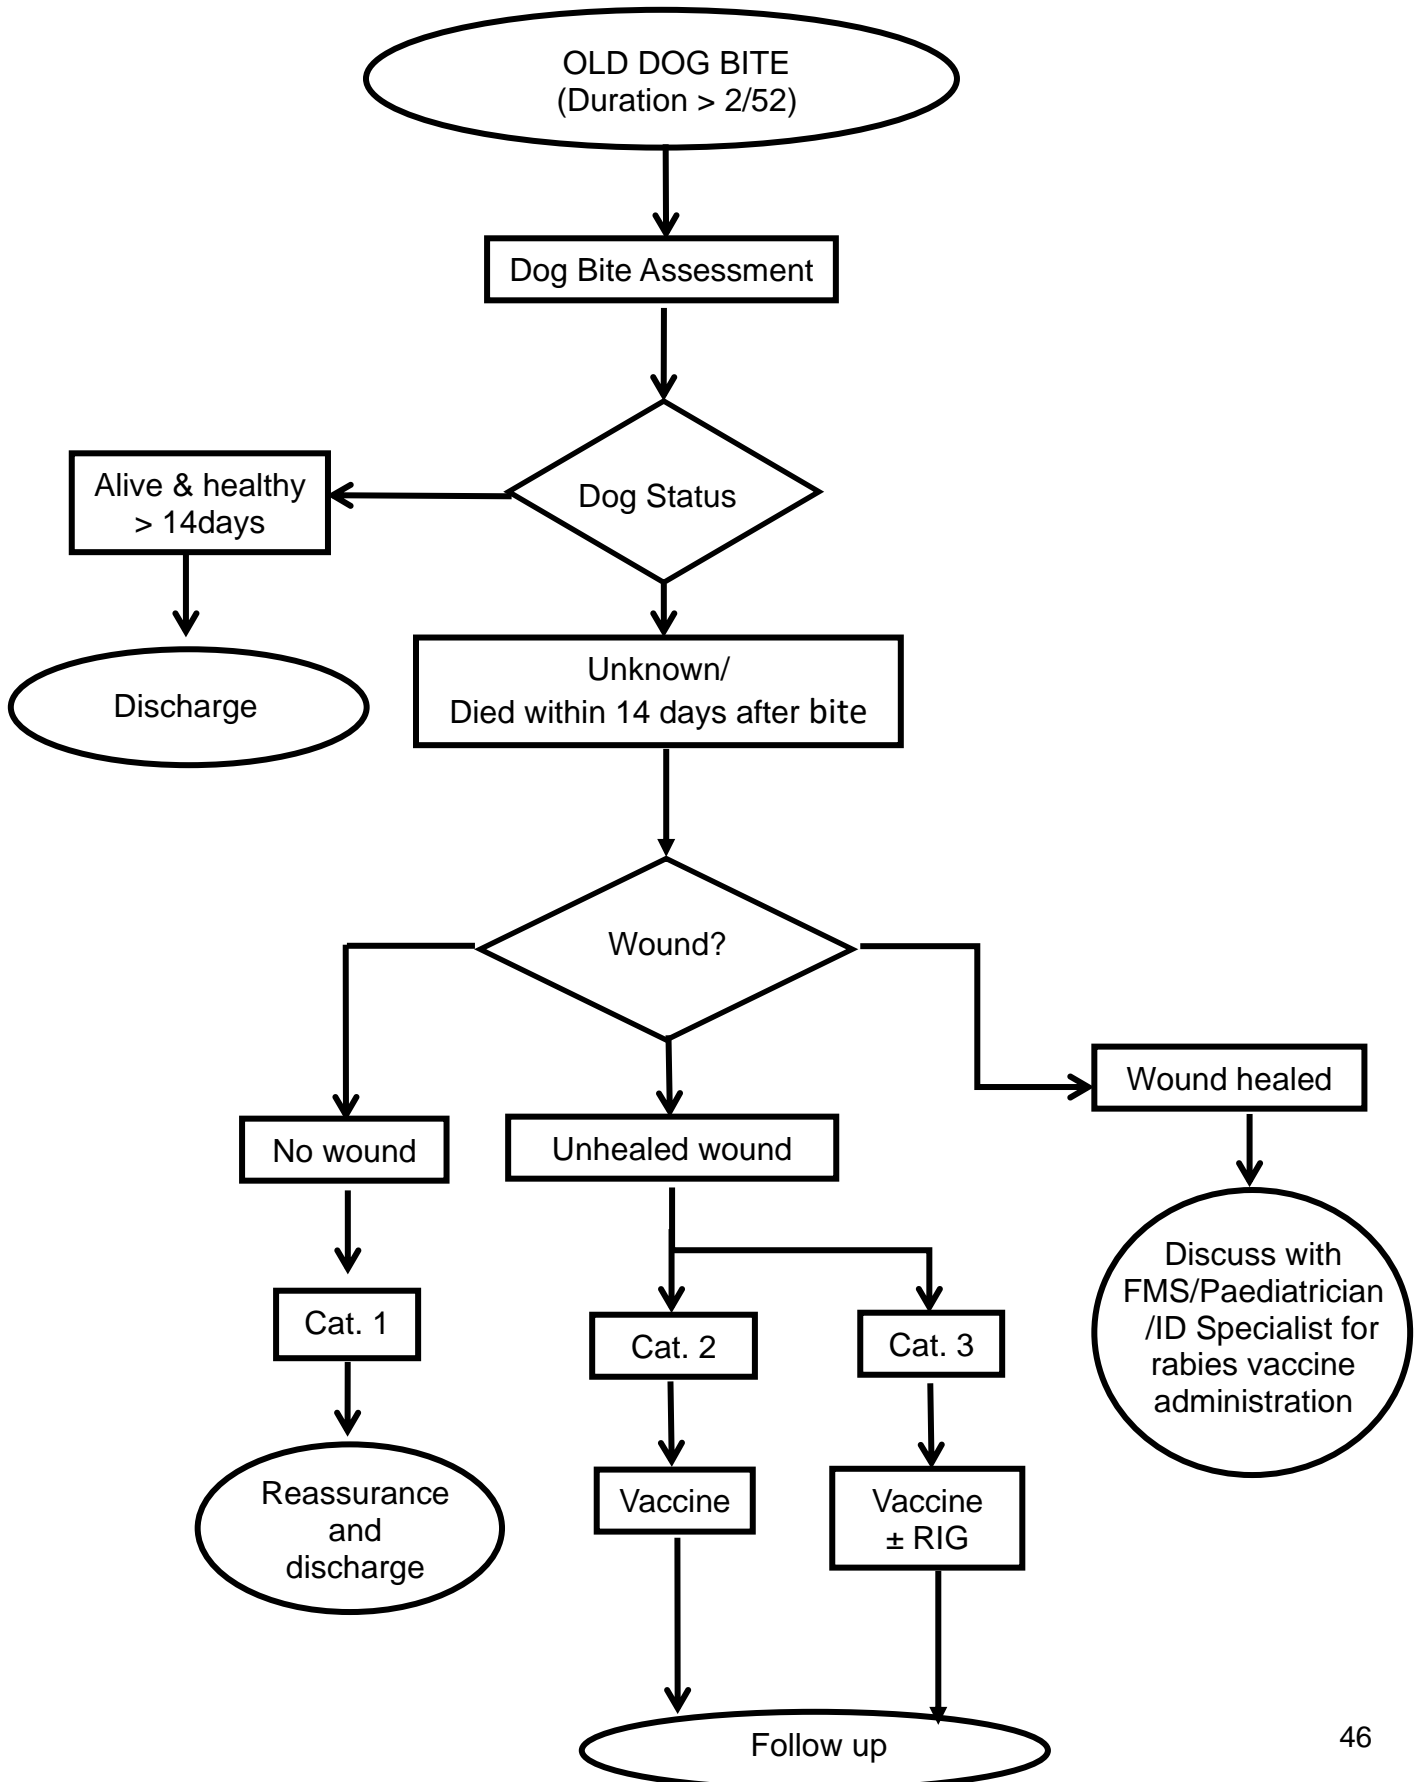 OLD DOG BITE
(Duration > 2/52)
Dog Bite Assessment
Dog Status
Alive & healthy
> 14days
Discharge
Unknown/
Died within 14 days after bite
Wound?
No wound
Unhealed wound
Wound healed
Cat. 1
Cat. 2
Cat. 3
Discuss with
FMS/Paediatrician
/ID Specialist for
rabies vaccine
administration
Reassurance
and
discharge
Vaccine
Vaccine
± RIG
Follow up
46